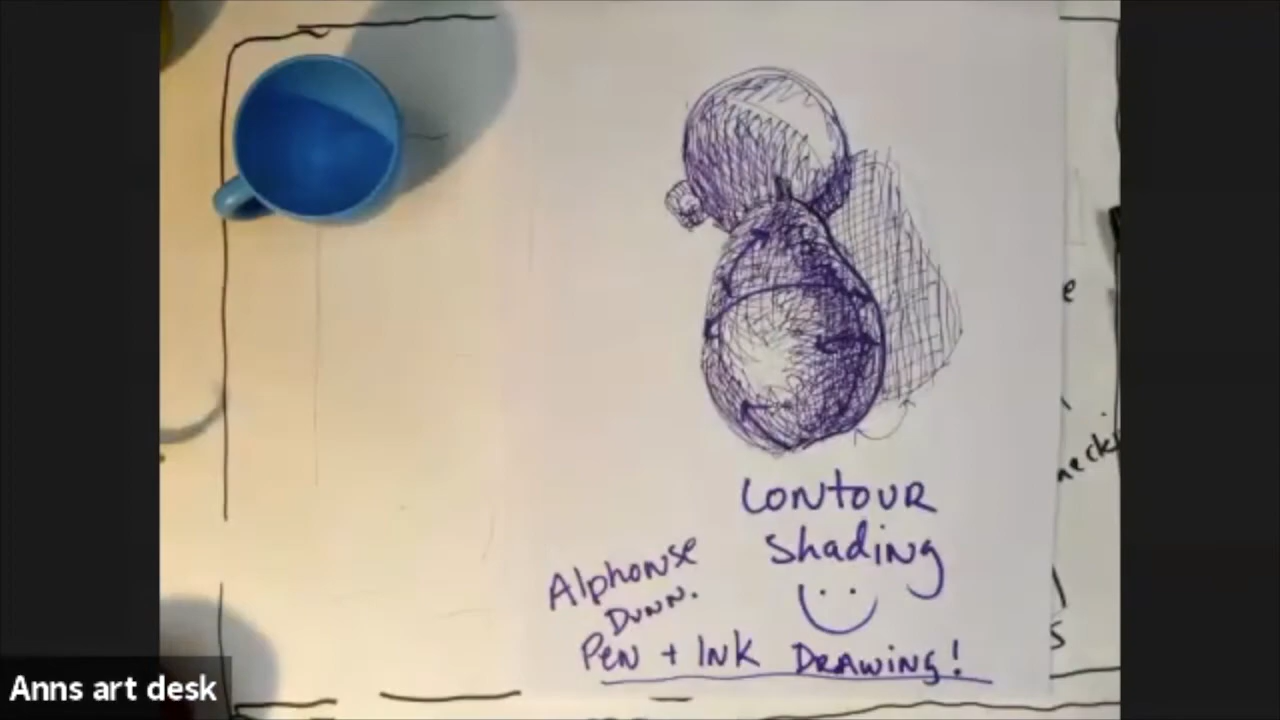 CONTOUR
shading
Alphonse
DUNN.
Pen + INK DRAWING!
e
s
Anns art desk